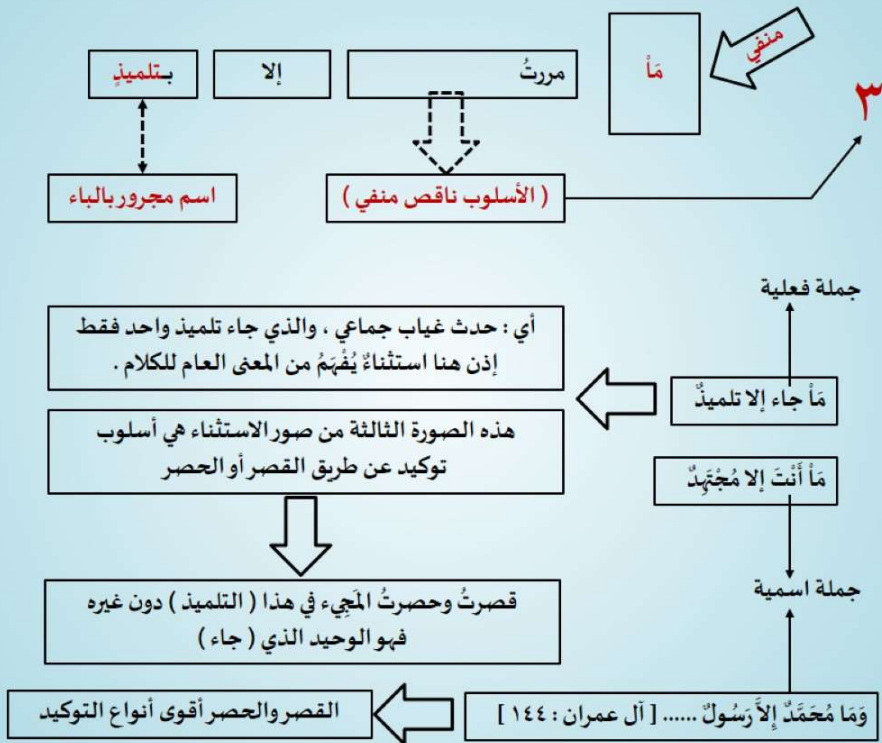 منفي
مَاْ
مررتُ
إلا
بـتلميذٍ
٣
( الأسلوب ناقص منفي )
اسم مجرور بالباء
جملة فعلية
مَاْ جاء إلا تلميذٌ
أي : حدث غياب جماعي ، والذي جاء تلميذ واحد فقط
إذن هنا استثناءٌ يُفْهَمُ من المعنى العام للكلام .
هذه الصورة الثالثة من صور الاستثناء هي أسلوب
توكيد عن طريق القصر أو الحصر
مَاْ أَنْتَ إلا مُجْتَهِدٌ
جملة اسمية
قصرتُ وحصرتُ المَجِيء في هذا ( التلميذ ) دون غيره
فهو الوحيد الذي ( جاء )
وَمَا مُحَمَّدٌ إِلاَّ رَسُولٌ ...... [ آل عمران : ١٤٤ ]
القصر والحصر أقوى أنواع التوكيد